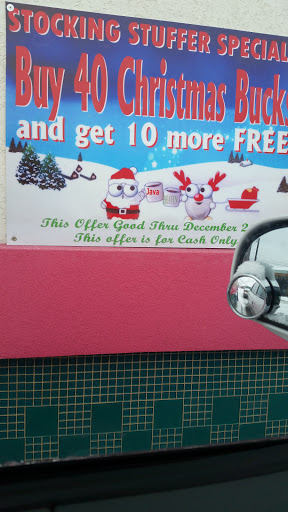 STOCKING STUFFER SPECIAL
Buy 40 Christmas Bucks
and get 10 more FREE
Java
This Offer Good Thru December 2
This offer is for Cash Only